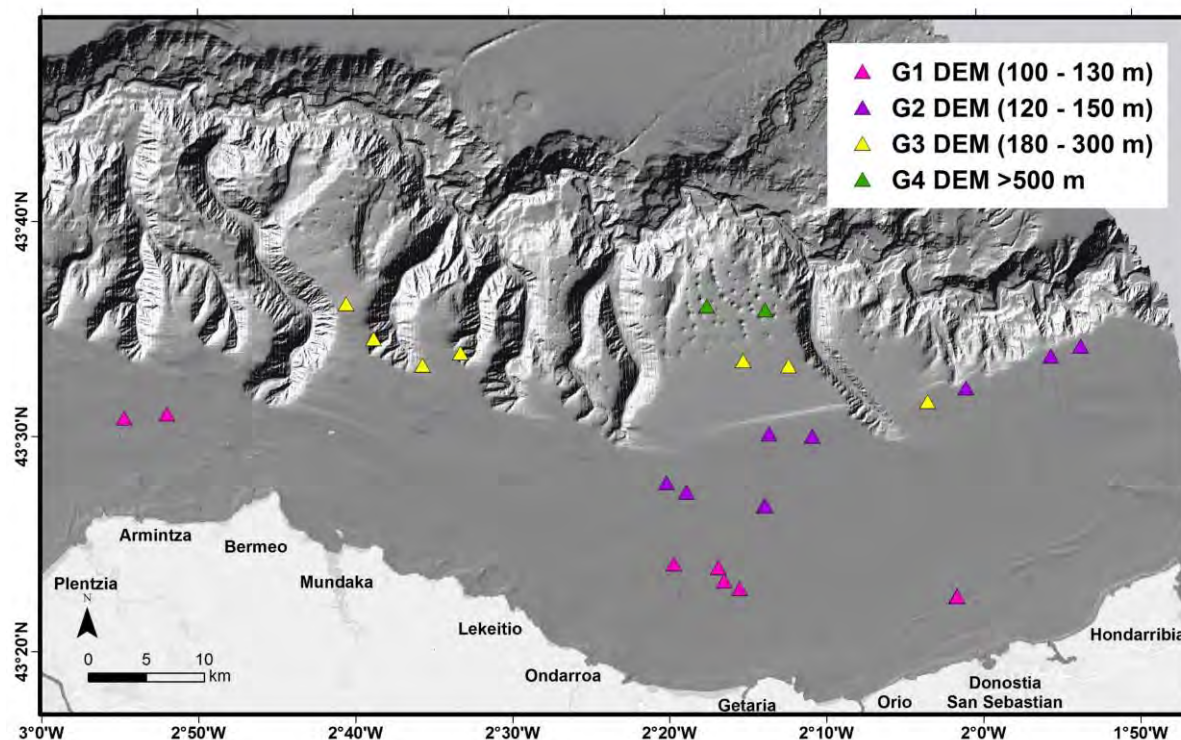 G1 DEM (100 - 130 m)
G2 DEM (120 - 150 m)
G3 DEM (180 - 300 m)
G4 DEM >500 m
43°40'N
43°30'N
43°20'N
Armintza
Bermeo
Plentzia
Mundaka
N
Lekeitio
Hondarribia
0 5 10
km
Ondarroa
Donostia
San Sebastian
Getaria
Orio
3°0'W 2°50'W 2°40'W 2°30'W 2°20'W 2°10'W 2°0'W 1°50'W